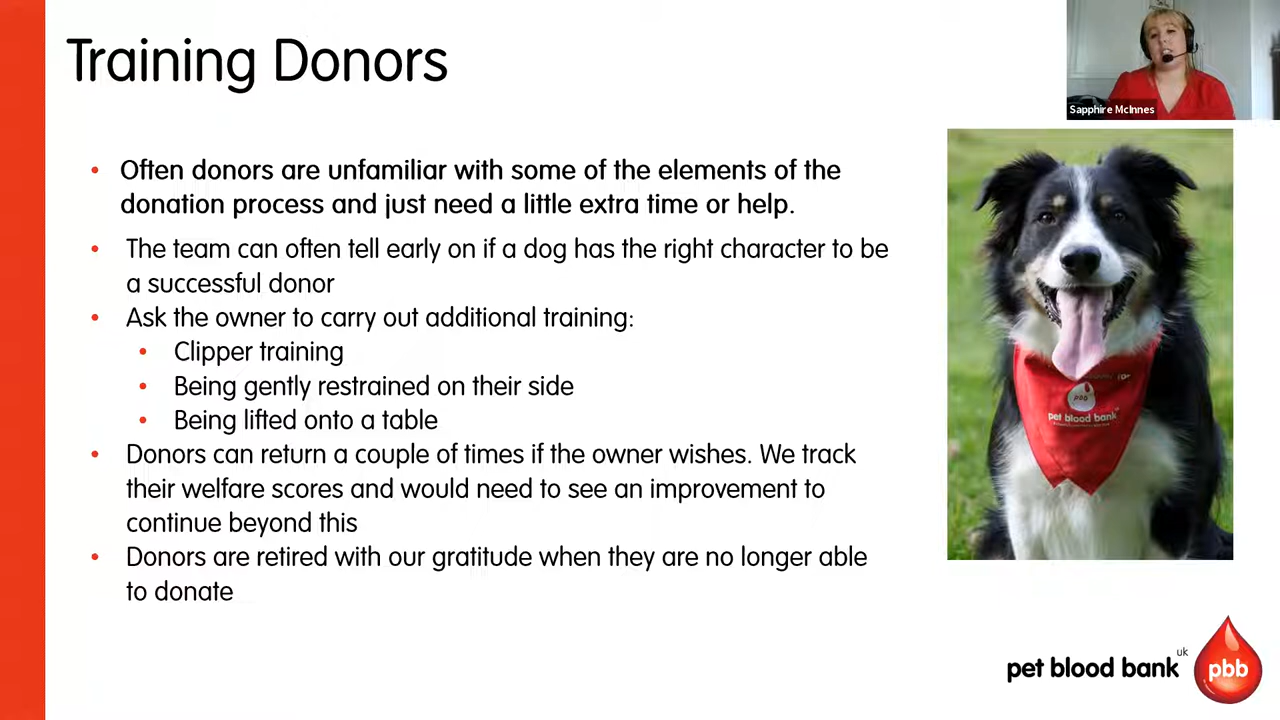 Training Donors
Sapphire McInnes
• Often donors are unfamiliar with some of the elements of the
donation process and just need a little extra time or help.
• The team can often tell early on if a dog has the right character to be
a successful donor
• Ask the owner to carry out additional training:
• Clipper training
• Being gently restrained on their side
• Being lifted onto a table
• Donors can return a couple of times if the owner wishes. We track
their welfare scores and would need to see an improvement to
continue beyond this
• Donors are retired with our gratitude when they are no longer able
to donate
pbb
pet blood bank
pet blood bank uk
pbb